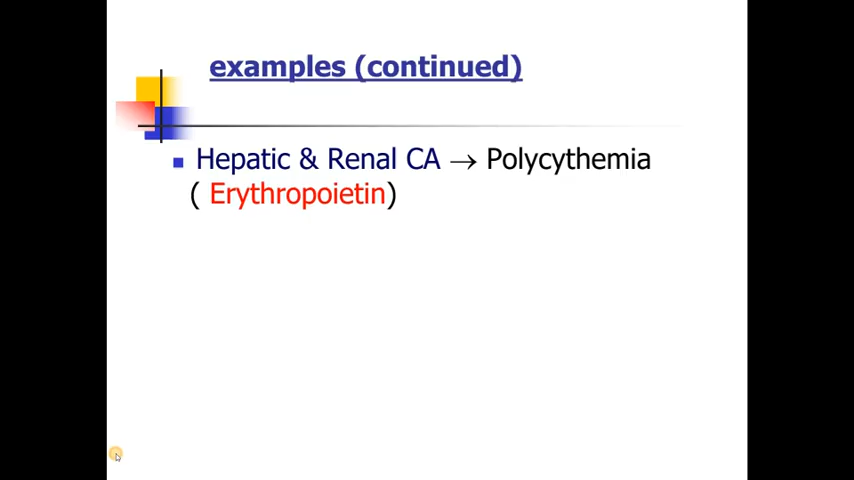 examples (continued)
Hepatic & Renal CA → Polycythemia
( Erythropoietin)